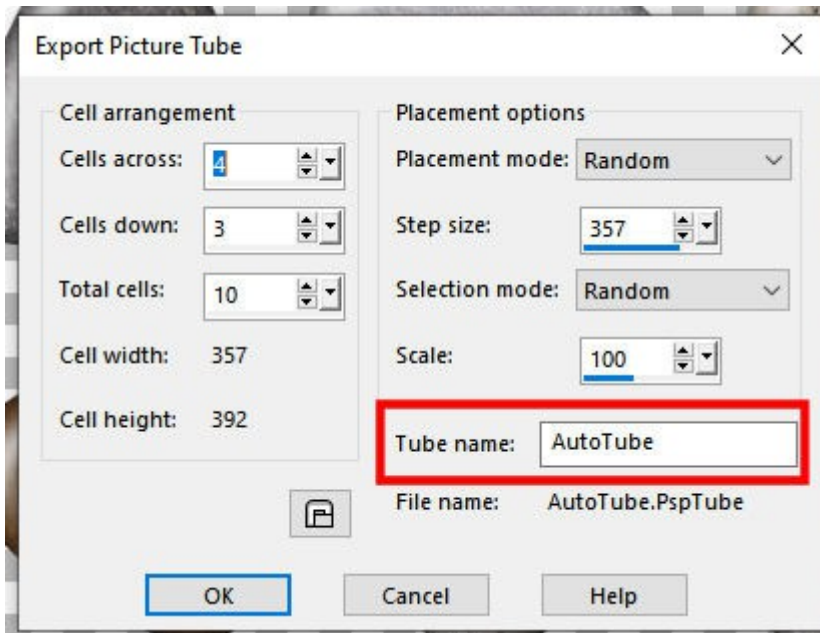 Export Picture Tube
Cell arrangement
Cells across: 4
Cells down: 3
Total cells: 10
Cell width: 357
Cell height: 392
Placement options
Placement mode: Random
Step size: 357
Selection mode: Random
Scale: 100
Tube name: AutoTube
File name: AutoTube.PspTube
OK Cancel Help